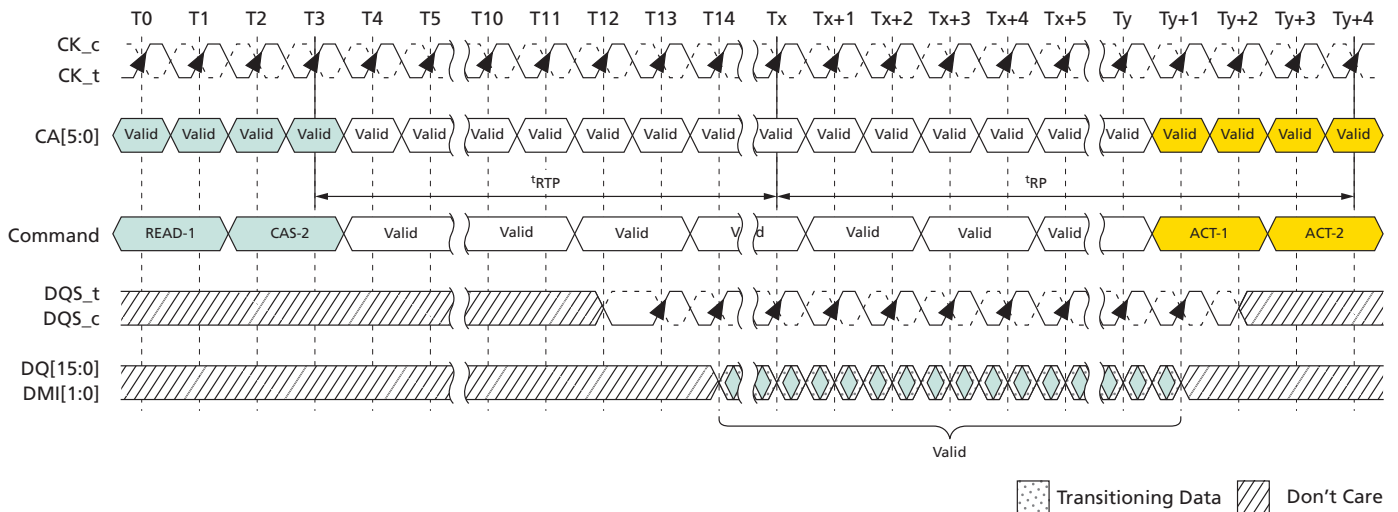 T0 T1 T2 T3 T4 T5 T10 T11 T12 T13 T14 Tx Tx+1 Tx+2 Tx+3 Tx+4 Tx+5 Ty Ty+1 Ty+2 Ty+3 Ty+4
CK_c
CK_t
CA[5:0] Valid Valid Valid Valid Valid Valid Valid Valid Valid Valid Valid Valid Valid Valid Valid Valid Valid Valid Valid Valid Valid Valid
tRTP tRP
Command READ-1 CAS-2 Valid Valid Valid Valid Valid Valid Valid ACT-1 ACT-2
DQS_t
DQS_c
DQ[15:0]
DMI[1:0]
Valid
Transitioning Data Don't Care